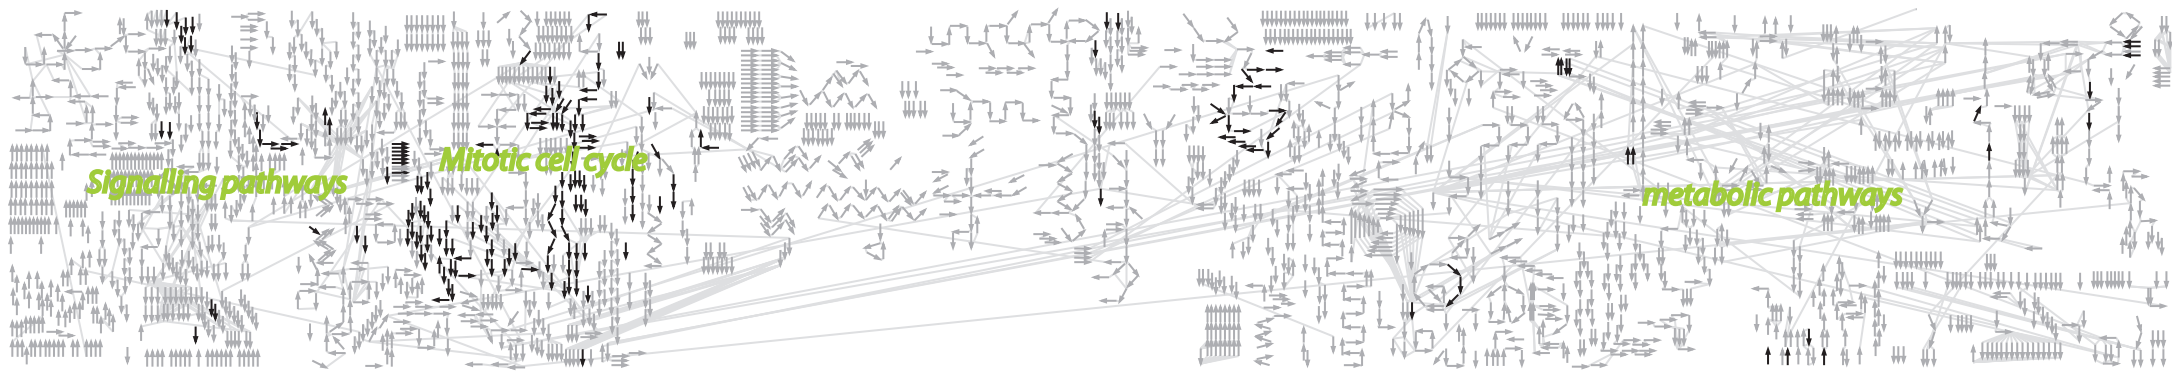 Mitotic cell cycle
Signalling pathways
metabolic pathways